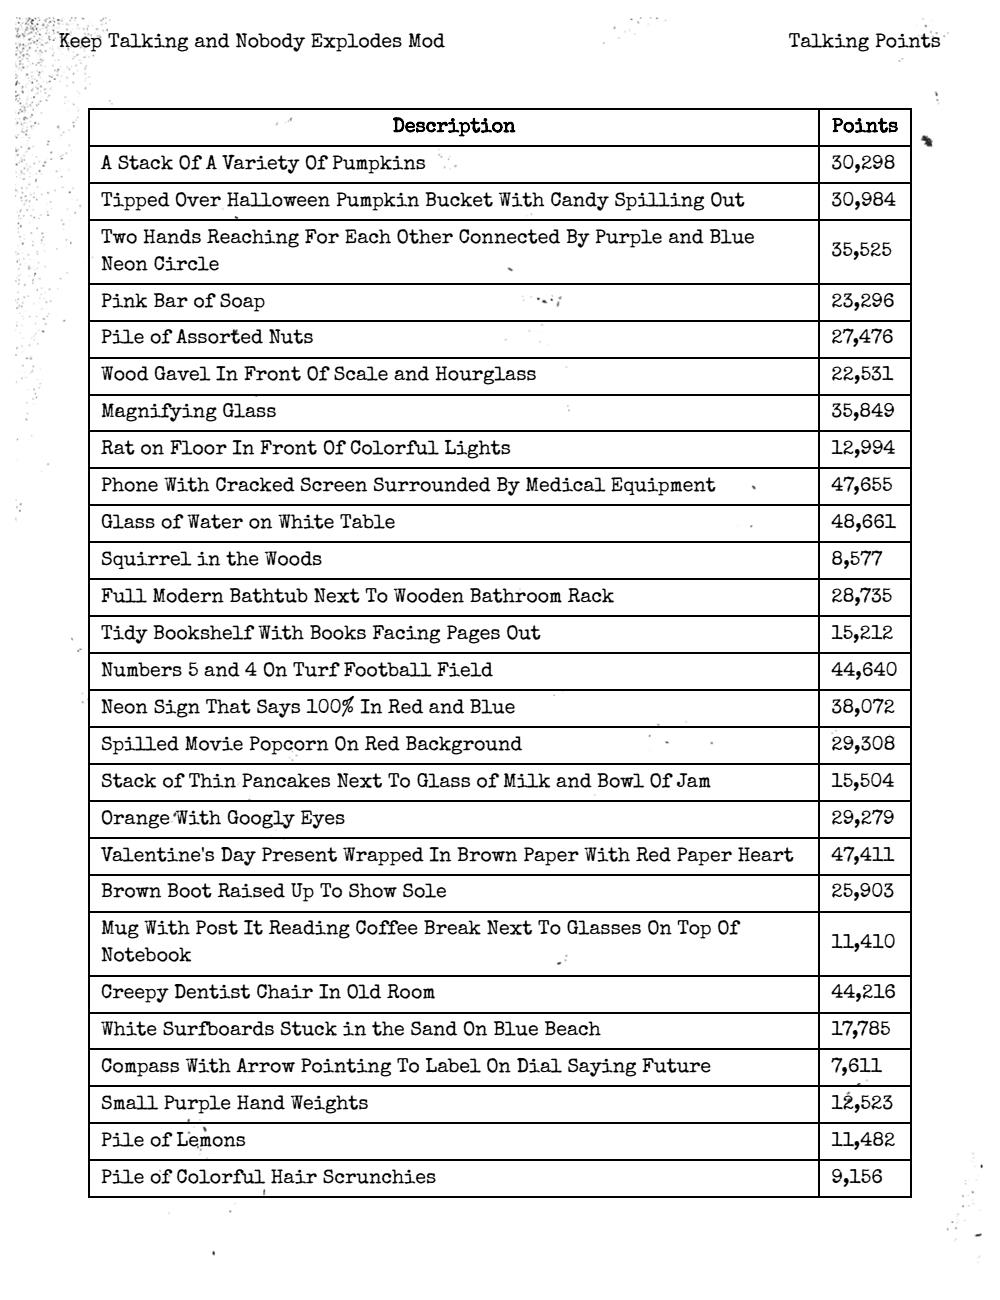 Keep Talking and Nobody Explodes Mod Talking Points
Description Points
A Stack Of A Variety Of Pumpkins 30,298
Tipped Over Halloween Pumpkin Bucket With Candy Spilling Out 30,984
Two Hands Reaching For Each Other Connected By Purple and Blue
Neon Circle 35,525
Pink Bar of Soap 23,296
Pile of Assorted Nuts 27,476
Wood Gavel In Front Of Scale and Hourglass 22,531
Magnifying Glass 35,849
Rat on Floor In Front Of Colorful Lights 12,994
Phone With Cracked Screen Surrounded By Medical Equipment 47,655
Glass of Water on White Table 48,661
Squirrel in the Woods 8,577
Full Modern Bathtub Next To Wooden Bathroom Rack 28,735
Tidy Bookshelf With Books Facing Pages Out 15,212
Numbers 5 and 4 On Turf Football Field 44,640
Neon Sign That Says 100% In Red and Blue 38,072
Spilled Movie Popcorn On Red Background 29,308
Stack of Thin Pancakes Next To Glass of Milk and Bowl Of Jam 15,504
Orange With Googly Eyes 29,279
Valentine's Day Present Wrapped In Brown Paper With Red Paper Heart 47,411
Brown Boot Raised Up To Show Sole 25,903
Mug With Post It Reading Coffee Break Next To Glasses On Top Of
Notebook 11,410
Creepy Dentist Chair In Old Room 44,216
White Surfboards Stuck in the Sand On Blue Beach 17,785
Compass With Arrow Pointing To Label On Dial Saying Future 7,611
Small Purple Hand Weights 12,523
Pile of Lemons 11,482
Pile of Colorful Hair Scrunchies 9,156